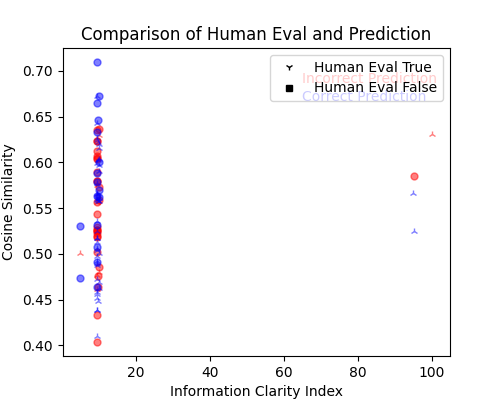 Comparison of Human Eval and Prediction
Human Eval True
Incorrect Prediction
Human Eval False
Correct Prediction
0.70
0.65
0.60
0.55
0.50
0.45
0.40
Cosine Similarity
20
40
60
80
100
Information Clarity Index